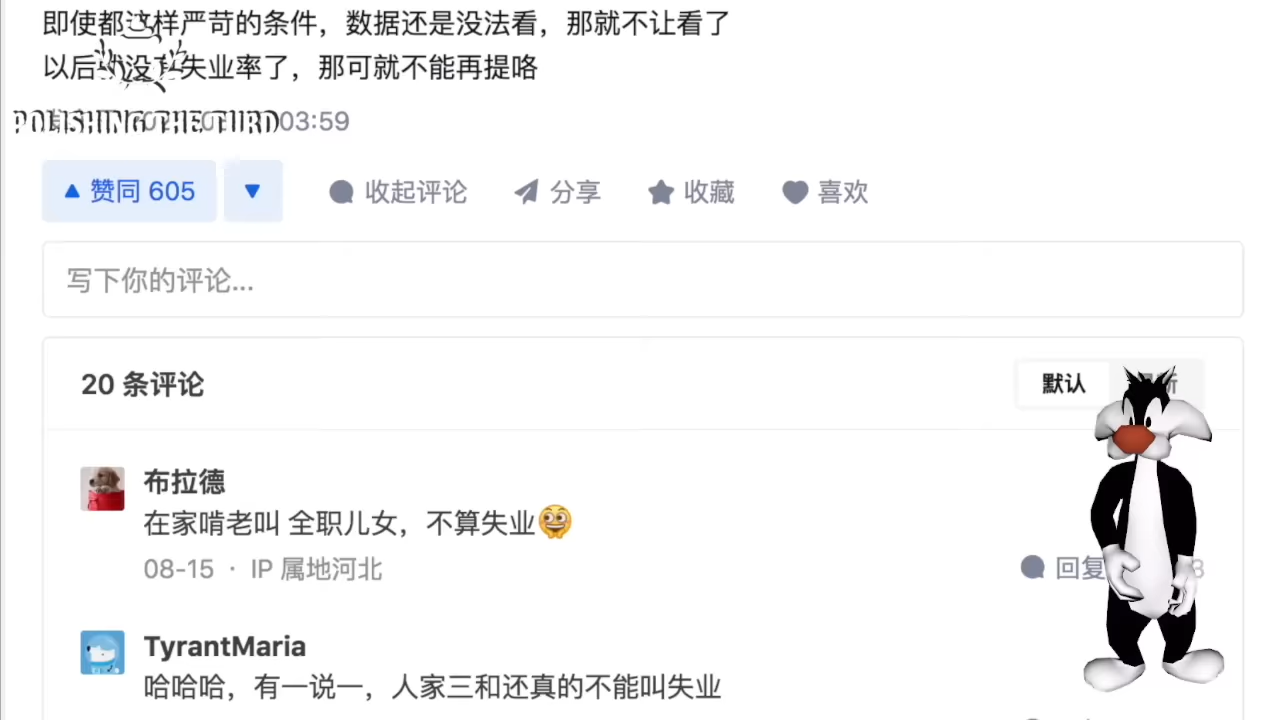 即使都这样严苛的条件，数据还是没法看，那就不让看了
以后就没有失业率了，那可就不能再提咯
POLISHING THE TURD
03:59
赞同 605
收起评论
分享
收藏
喜欢
写下你的评论...
20 条评论
默认
布拉德
在家啃老叫 全职儿女，不算失业
08-15 · IP 属地河北
回复
TyrantMaria
哈哈哈，有一说一，人家三和还真的不能叫失业